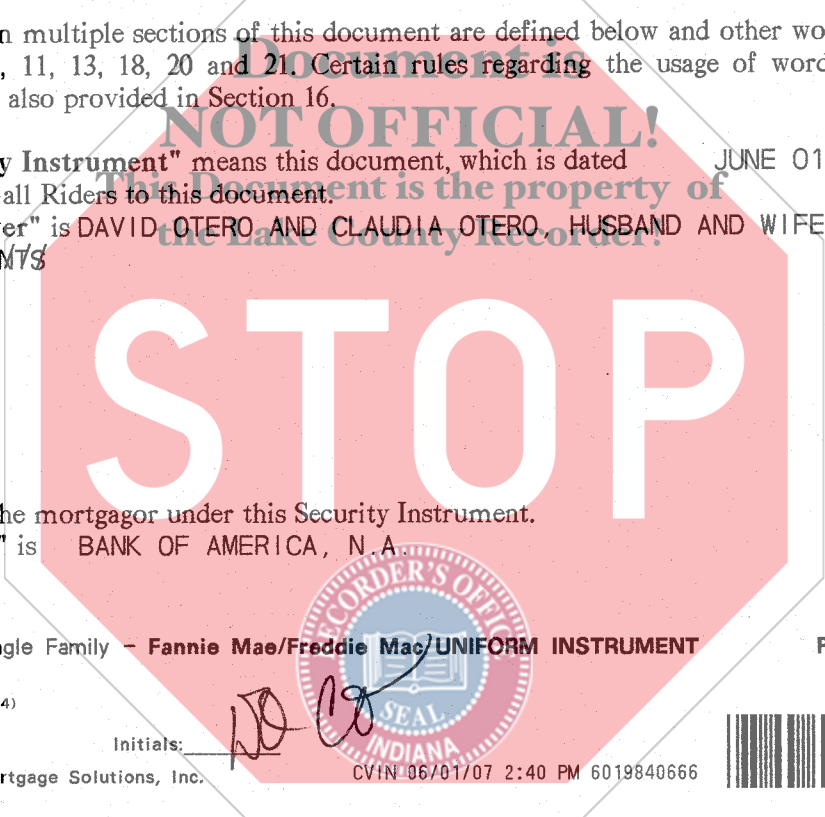 n multiple sections of this document are defined below and other wo
Document is
, 11, 13, 18, 20 and 21. Certain rules regarding the usage of word
also provided in Section 16.
NOT OFFICIAL!
y Instrument" means this document, which is dated JUNE 01
This Document is the property of
all Riders to this document.
er" is DAVID OTERO AND CLAUDIA OTERO, HUSBAND AND WIFE
the Lake County Recorder!
NTS
STOP
he mortgagor under this Security Instrument.
" is BANK OF AMERICA, N.A.
RECORDER'S OFFIC
ngle Family - Fannie Mae/Freddie Mac UNIFORM INSTRUMENT
4)
SEAL
INDIANA
Initials: DO CO
rtgage Solutions, Inc. CVIN 06/01/07 2:40 PM 6019840666